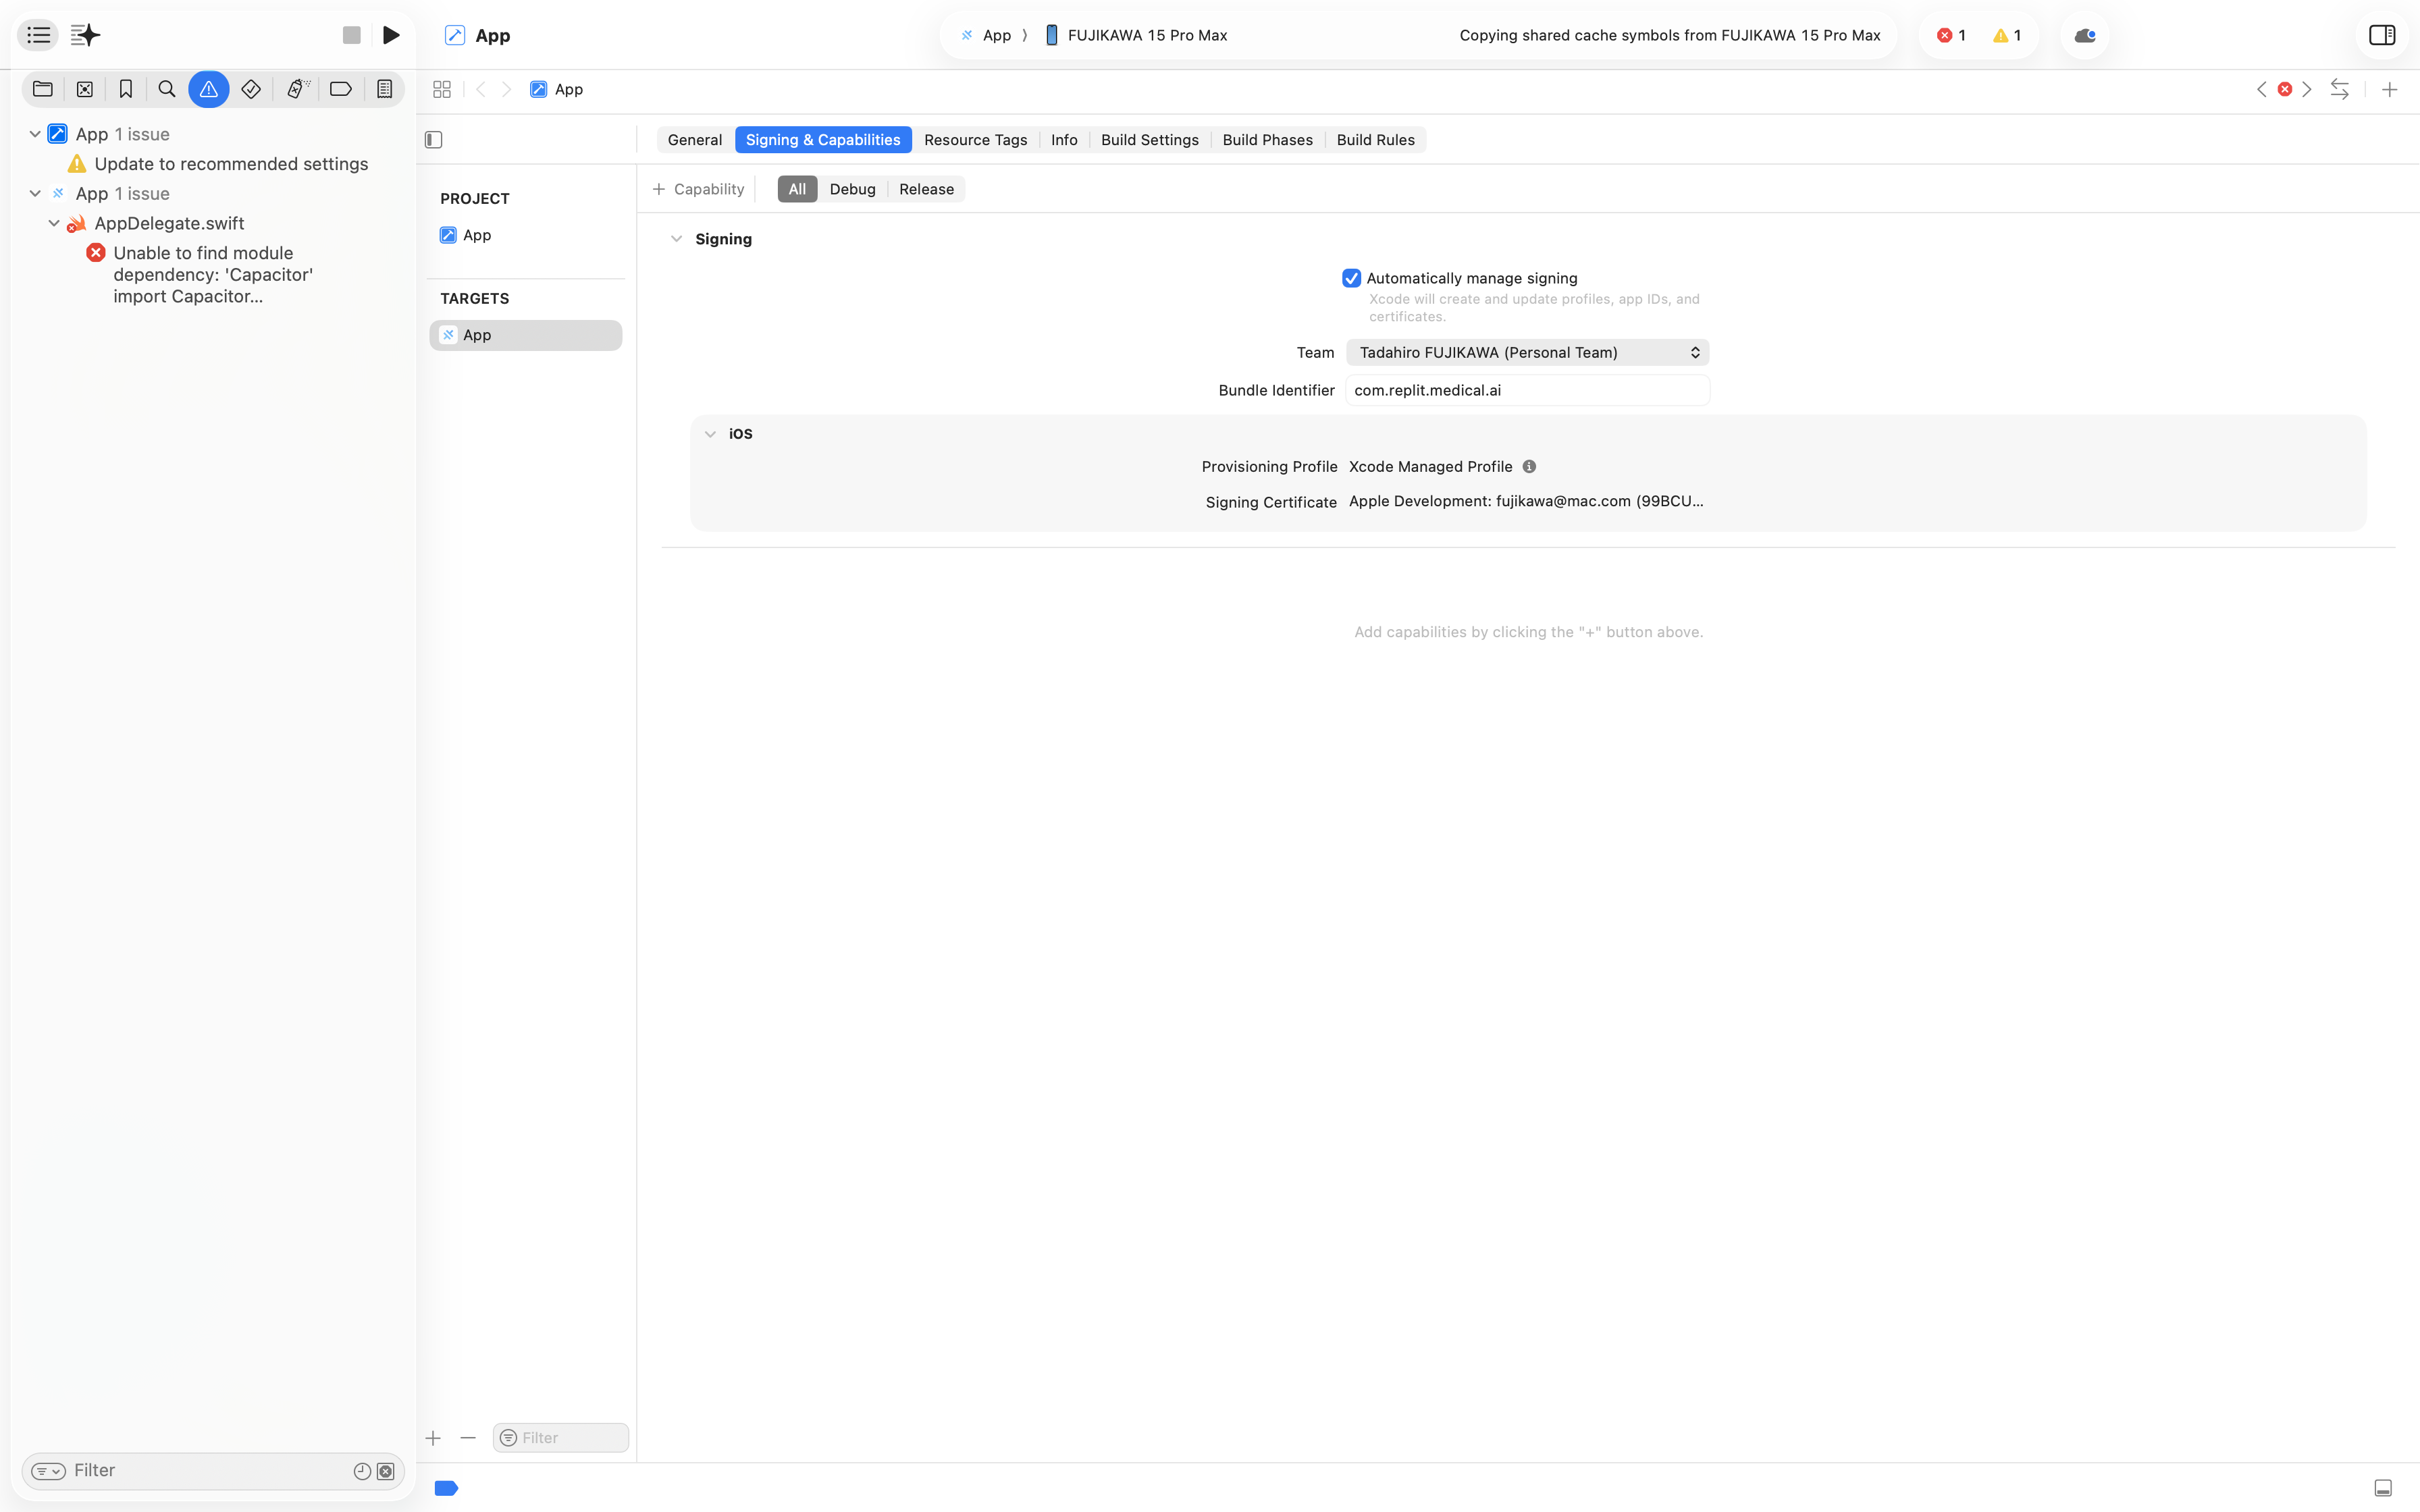 App
App
FUJIKAWA 15 Pro Max
Copying shared cache symbols from FUJIKAWA 15 Pro Max
1
1
App
App 1 issue
Update to recommended settings
App 1 issue
AppDelegate.swift
Unable to find module
dependency: 'Capacitor'
import Capacitor...
Filter
PROJECT
App
TARGETS
App
Filter
General
Signing & Capabilities
Resource Tags
Info
Build Settings
Build Phases
Build Rules
Capability
All
Debug
Release
Signing
Automatically manage signing
Xcode will create and update profiles, app IDs, and
certificates.
Team Tadahiro FUJIKAWA (Personal Team)
Bundle Identifier com.replit.medical.ai
iOS
Provisioning Profile Xcode Managed Profile
Signing Certificate Apple Development: fujikawa@mac.com (99BCU...
Add capabilities by clicking the "+" button above.